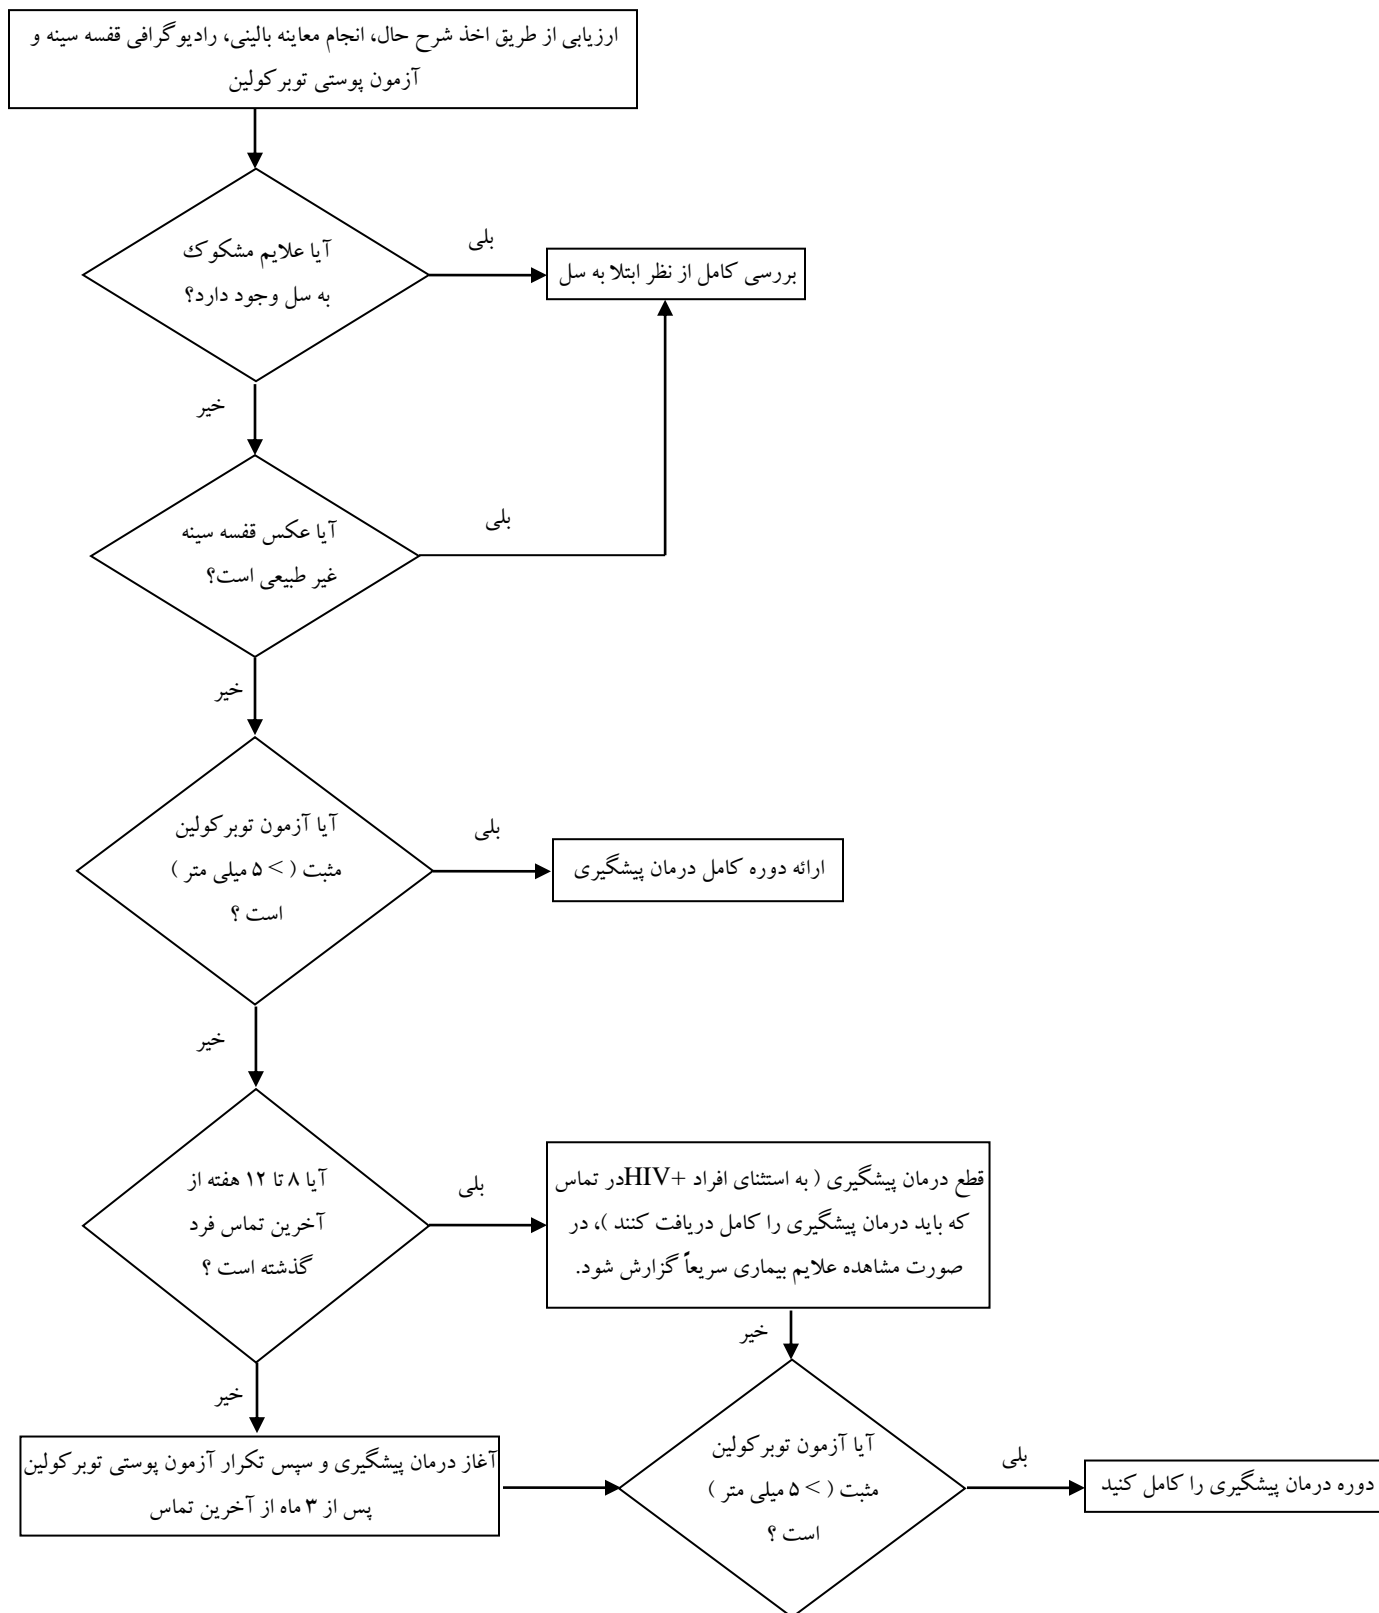 ارزیابی از طریق اخذ شرح حال، انجام معاینه بالینی، رادیوگرافی قفسه سینه و
آزمون پوستی توبرکولین
آیا علایم مشکوک
به سل وجود دارد؟
بلی
بررسی کامل از نظر ابتلا به سل
خیر
آیا عکس قفسه سینه
غیر طبیعی است؟
بلی
خیر
آیا آزمون توبرکولین
مثبت ( > ۵ میلی متر )
است ؟
بلی
ارائه دوره کامل درمان پیشگیری
خیر
آیا ۸ تا ۱۲ هفته از
آخرین تماس فرد
گذشته است ؟
بلی
قطع درمان پیشگیری ( به استثنای افراد +HIVدر تماس
که باید درمان پیشگیری را کامل دریافت کنند )، در
صورت مشاهده علایم بیماری سریعاً گزارش شود.
خیر
خیر
آغاز درمان پیشگیری و سپس تکرار آزمون پوستی توبرکولین
پس از ۳ ماه از آخرین تماس
آیا آزمون توبرکولین
مثبت ( > ۵ میلی متر )
است ؟
بلی
دوره درمان پیشگیری را کامل کنید